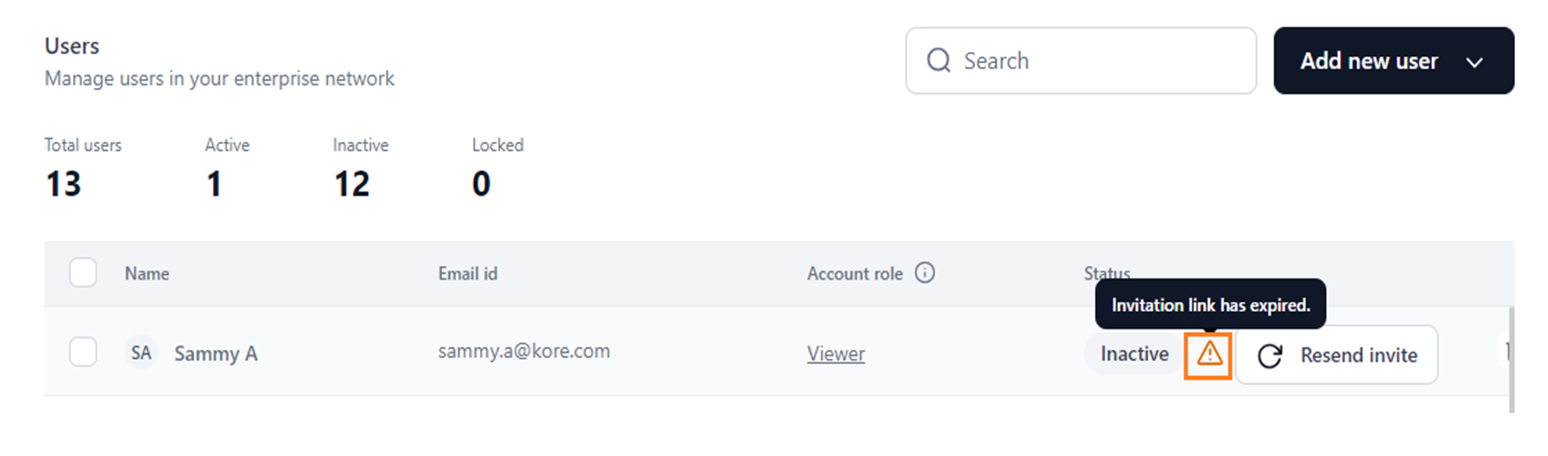 Users
Manage users in your enterprise network
Search
Add new user
Total users
Active
Inactive
Locked
13
1
12
0
Name
Email id
Account role
Status
Invitation link has expired.
SA
Sammy A
sammy.a@kore.com
Viewer
Inactive
Resend invite